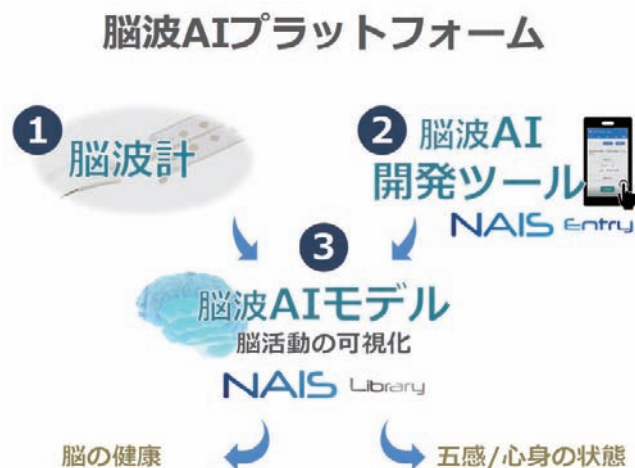 脳波AIプラットフォーム
1
脳波計
2
脳波AI
開発ツール
NAIS Entry
3
脳波AIモデル
脳活動の可視化
NAIS Library
脳の健康
五感/心身の状態